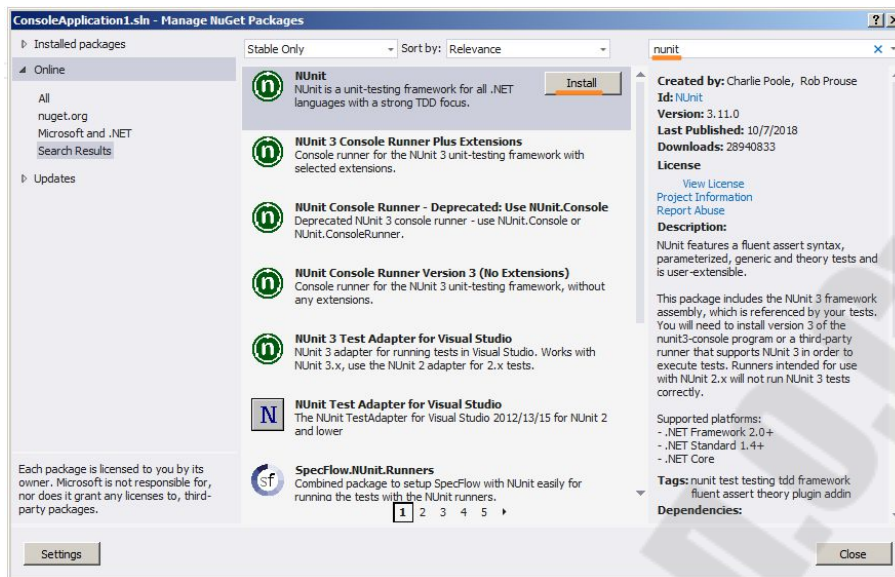 ConsoleApplication1.sln - Manage NuGet Packages
Installed packages
Online
All
nuget.org
Microsoft and .NET
Search Results
Updates
Each package is licensed to you by its
owner. Microsoft is not responsible for,
nor does it grant any licenses to, third-
party packages.
Settings
Stable Only
Sort by: Relevance
NUnit
NUnit is a unit-testing framework for all .NET
languages with a strong TDD focus.
Install
NUnit 3 Console Runner Plus Extensions
Console runner for the NUnit 3 unit-testing framework with
selected extensions.
NUnit Console Runner - Deprecated: Use NUnit.Console
Deprecated NUnit 3 console runner - use NUnit.Console or
NUnit.ConsoleRunner.
NUnit Console Runner Version 3 (No Extensions)
Console runner for the NUnit 3 unit-testing framework, without
any extensions.
NUnit 3 Test Adapter for Visual Studio
NUnit 3 adapter for running tests in Visual Studio. Works with
NUnit 3.x, use the NUnit 2 adapter for 2.x tests.
N
NUnit Test Adapter for Visual Studio
The NUnit TestAdapter for Visual Studio 2012/13/15 for NUnit 2
and lower
sf
SpecFlow.NUnit.Runners
Combined package to setup SpecFlow with NUnit easily for
running the tests with the NUnit runners.
1 2 3 4 5
nunit
Created by: Charlie Poole, Rob Prouse
Id: NUnit
Version: 3.11.0
Last Published: 10/7/2018
Downloads: 28940833
License
View License
Project Information
Report Abuse
Description:
NUnit features a fluent assert syntax,
parameterized, generic and theory tests and
is user-extensible.
This package includes the NUnit 3 framework
assembly, which is referenced by your tests.
You will need to install version 3 of the
nunit3-console program or a third-party
runner that supports NUnit 3 in order to
execute tests. Runners intended for use
with NUnit 2.x will not run NUnit 3 tests
correctly.
Supported platforms:
- .NET Framework 2.0+
- .NET Standard 1.4+
- .NET Core
Tags: nunit test testing tdd framework
fluent assert theory plugin addin
Dependencies:
Close